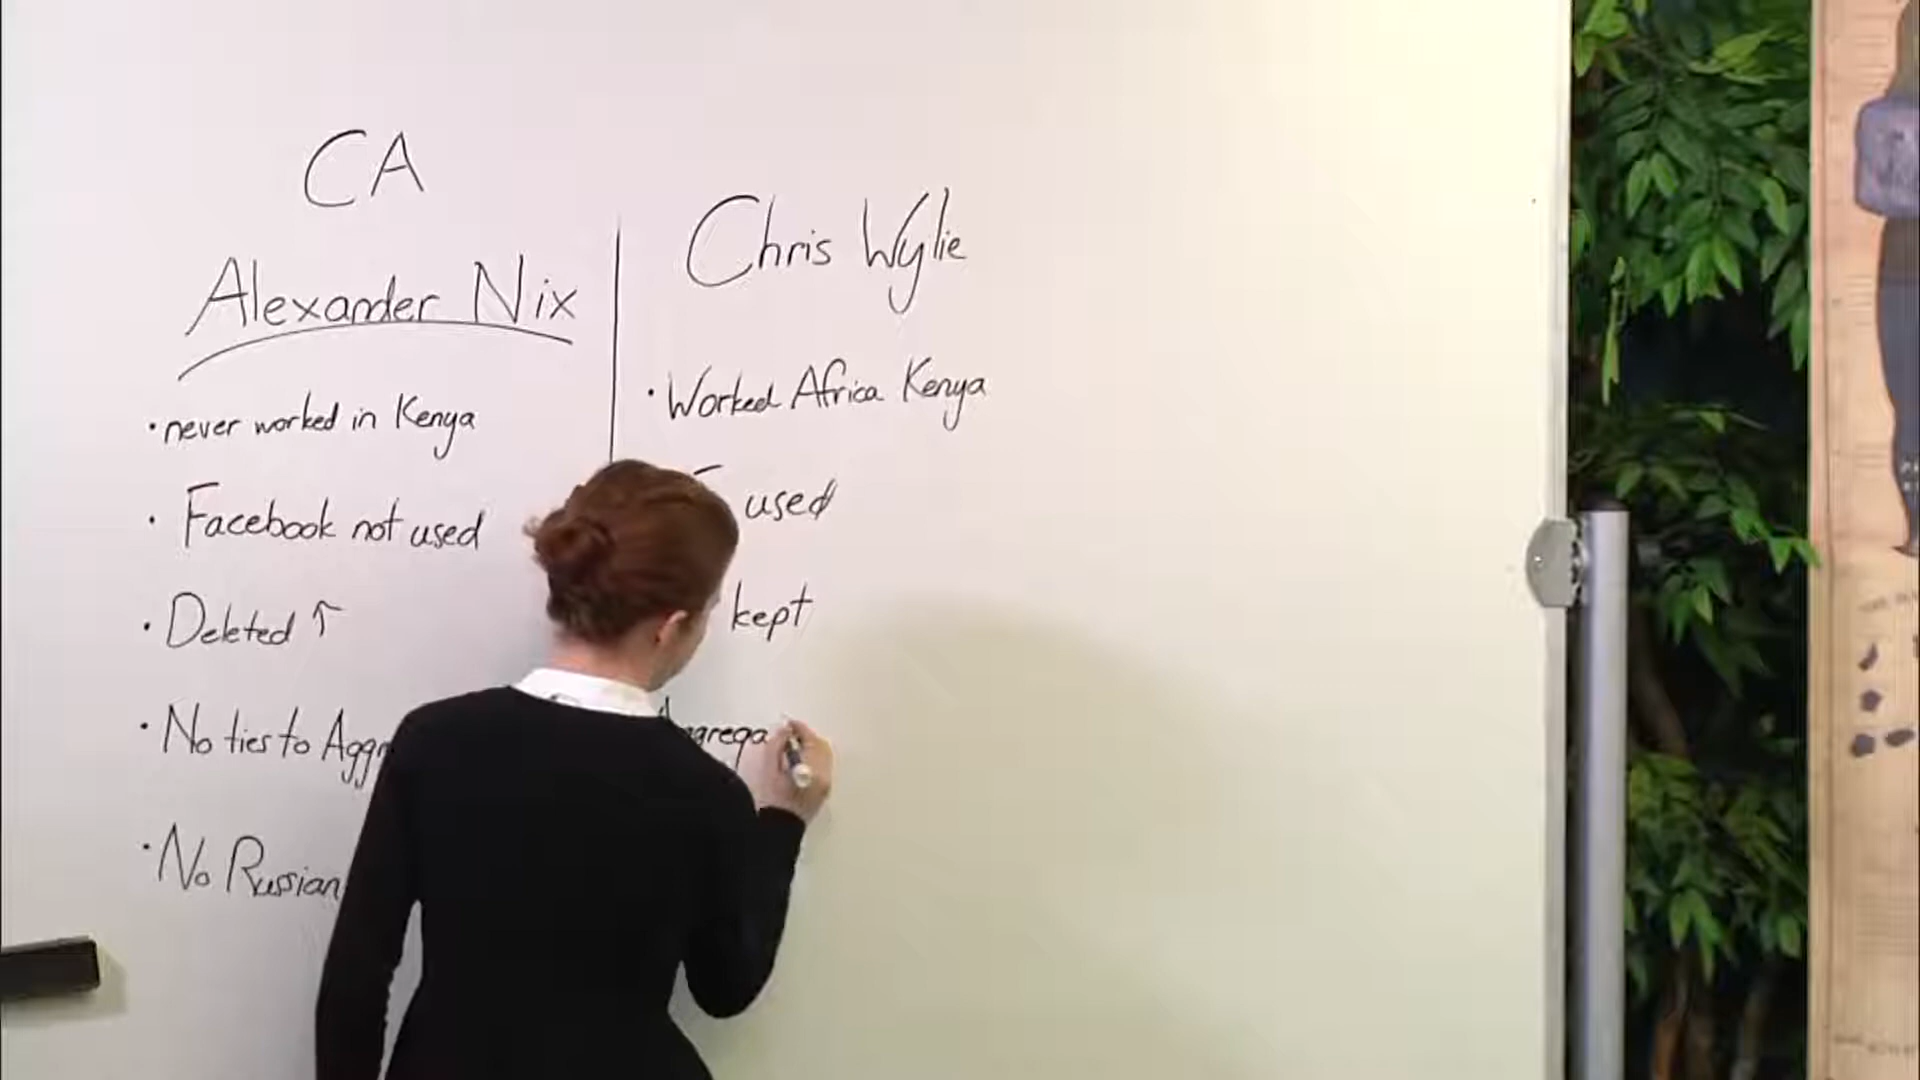 CA
Alexander Nix
• never worked in Kenya
• Facebook not used
• Deleted ↑
• No ties to
• No Russian
Chris Wylie
• Worked Africa Kenya
used
kept